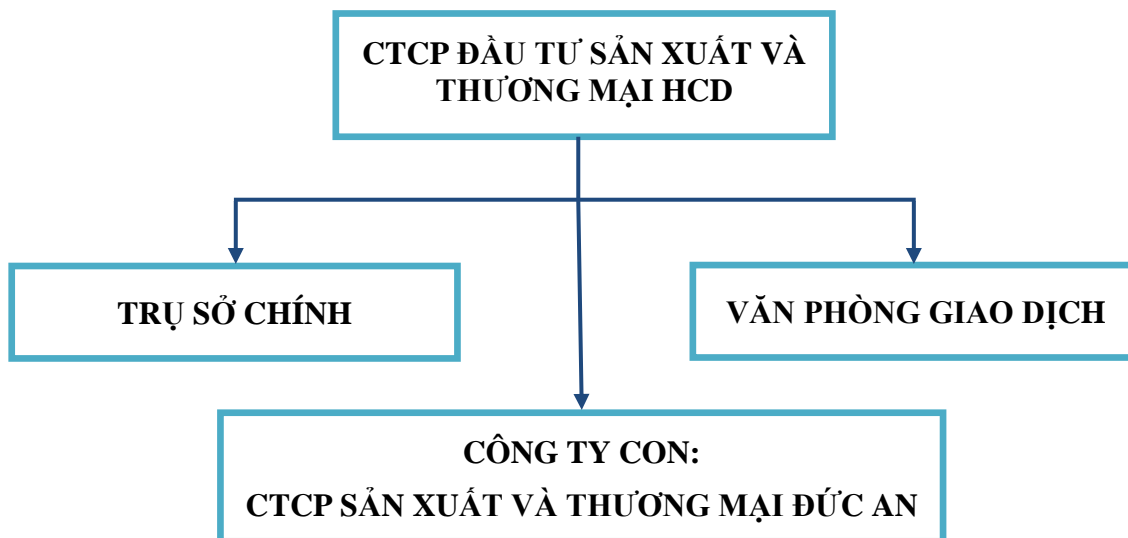 CTCP ĐẦU TƯ SẢN XUẤT VÀ
THƯƠNG MẠI HCD
TRỤ SỞ CHÍNH
VĂN PHÒNG GIAO DỊCH
CÔNG TY CON:
CTCP SẢN XUẤT VÀ THƯƠNG MẠI ĐỨC AN